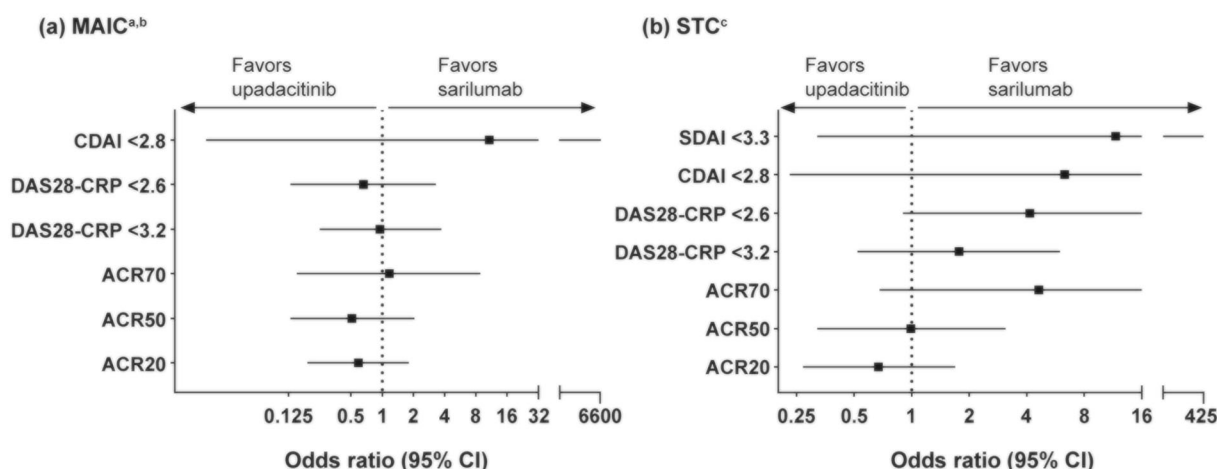 (a) MAICa,b
Favors
upadacitinib
Favors
sarilumab
CDAI <2.8
DAS28-CRP <2.6
DAS28-CRP <3.2
ACR70
ACR50
ACR20
0.125 0.5 1 2 4 8 16 32 6600
Odds ratio (95% CI)
(b) STCc
Favors
upadacitinib
Favors
sarilumab
SDAI <3.3
CDAI <2.8
DAS28-CRP <2.6
DAS28-CRP <3.2
ACR70
ACR50
ACR20
0.25 0.5 1 2 4 8 16 425
Odds ratio (95% CI)